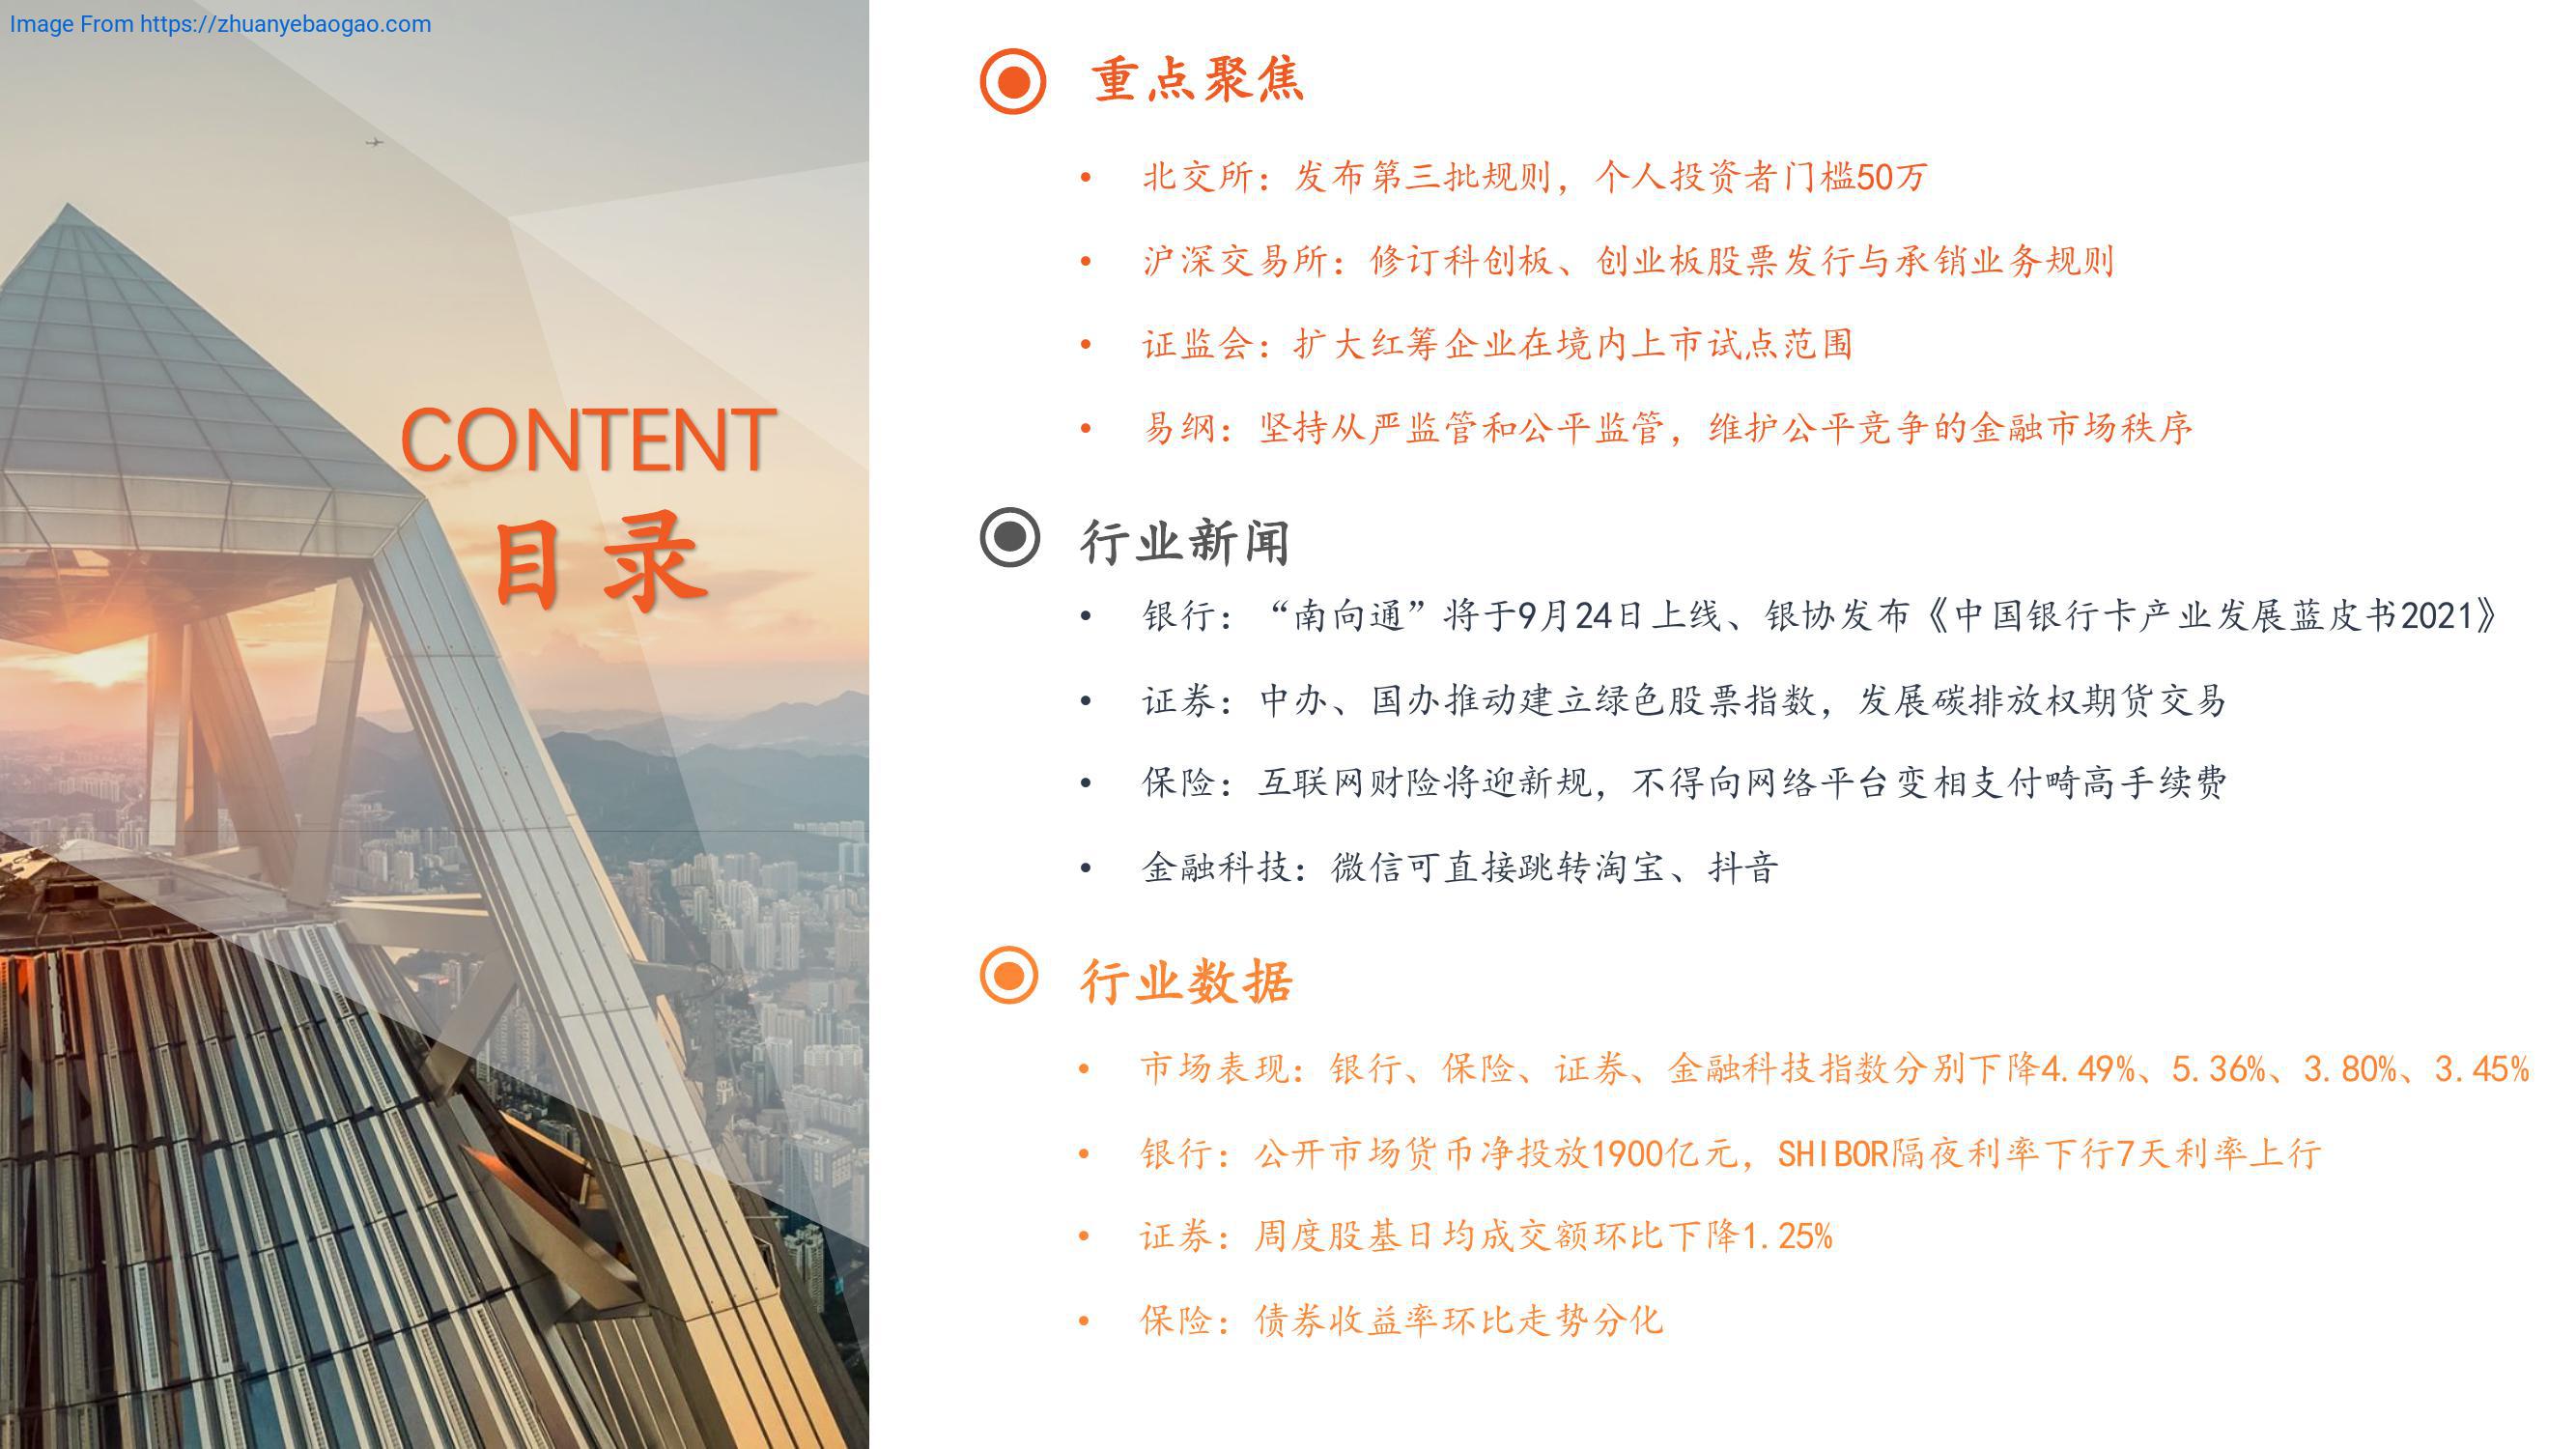 Image From https://zhuanyebaogao.com
CONTENT
目录
重点聚焦
• 北交所：发布第三批规则，个人投资者门槛50万
• 沪深交易所：修订科创板、创业板股票发行与承销业务规则
• 证监会：扩大红筹企业在境内上市试点范围
• 易纲：坚持从严监管和公平监管，维护公平竞争的金融市场秩序
行业新闻
• 银行：“南向通”将于9月24日上线、银协发布《中国银行卡产业发展蓝皮书2021》
• 证券：中办、国办推动建立绿色股票指数，发展碳排放权期货交易
• 保险：互联网财险将迎新规，不得向网络平台变相支付畸高手续费
• 金融科技：微信可直接跳转淘宝、抖音
行业数据
• 市场表现：银行、保险、证券、金融科技指数分别下降4.49%、5.36%、3.80%、3.45%
• 银行：公开市场货币净投放1900亿元，SHIBOR隔夜利率下行7天利率上行
• 证券：周度股基日均成交额环比下降1.25%
• 保险：债券收益率环比走势分化